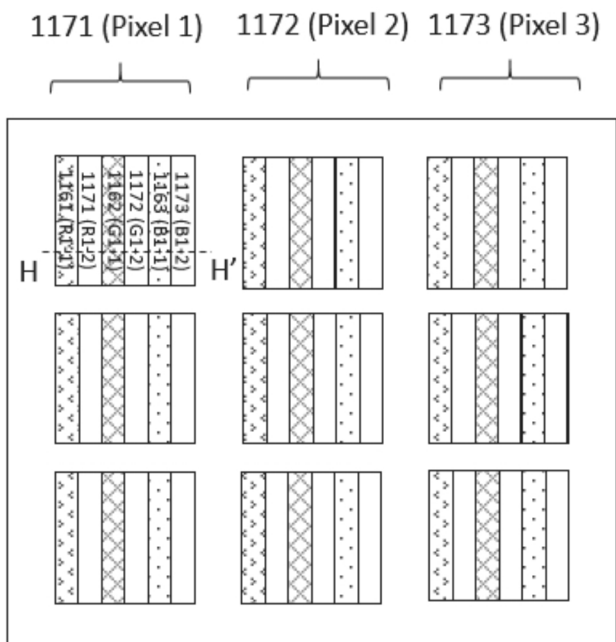 1171 (Pixel 1)
1172 (Pixel 2)
1173 (Pixel 3)
1161 (R1-1)
1171 (R1-2)
1162 (G1-1)
1172 (G1-2)
1163 (B1-1)
1173 (B1-2)
H
H’